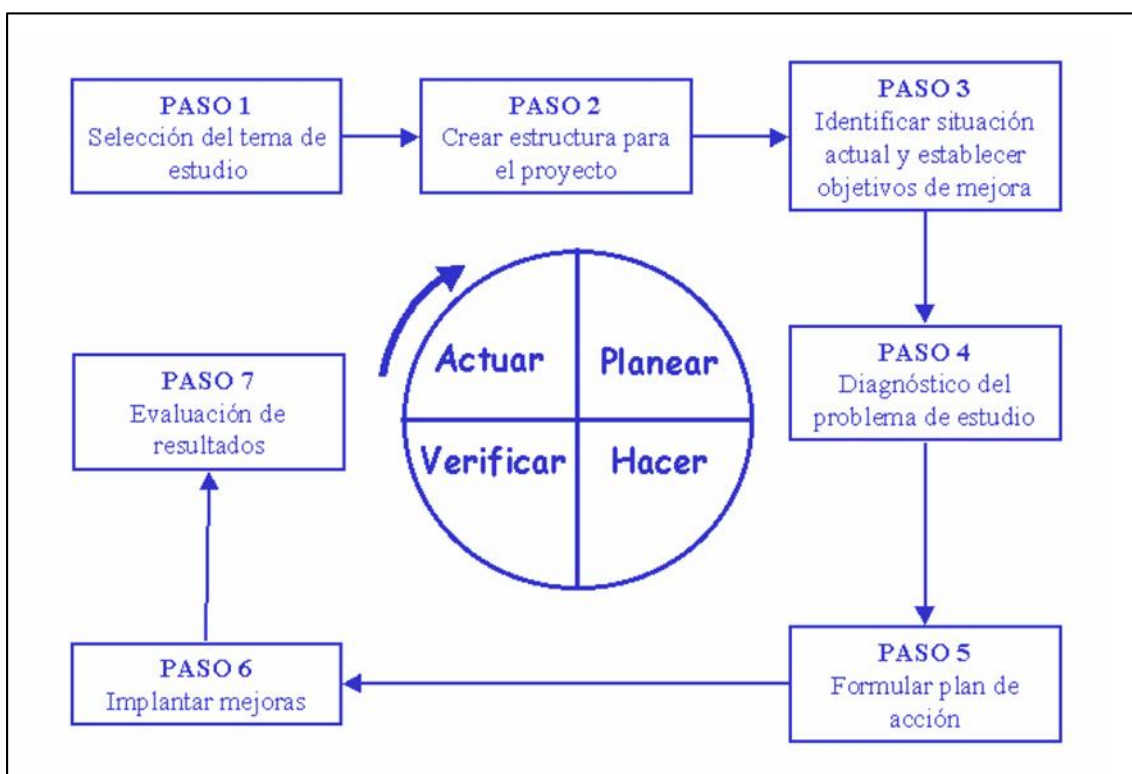 PASO 1
Selección del tema de
estudio
PASO 2
Crear estructura para
el proyecto
PASO 3
Identificar situación
actual y establecer
objetivos de mejora
Actuar
Planear
Verificar
Hacer
PASO 4
Diagnóstico del
problema de estudio
PASO 7
Evaluación de
resultados
PASO 6
Implantar mejoras
PASO 5
Formular plan de
acción